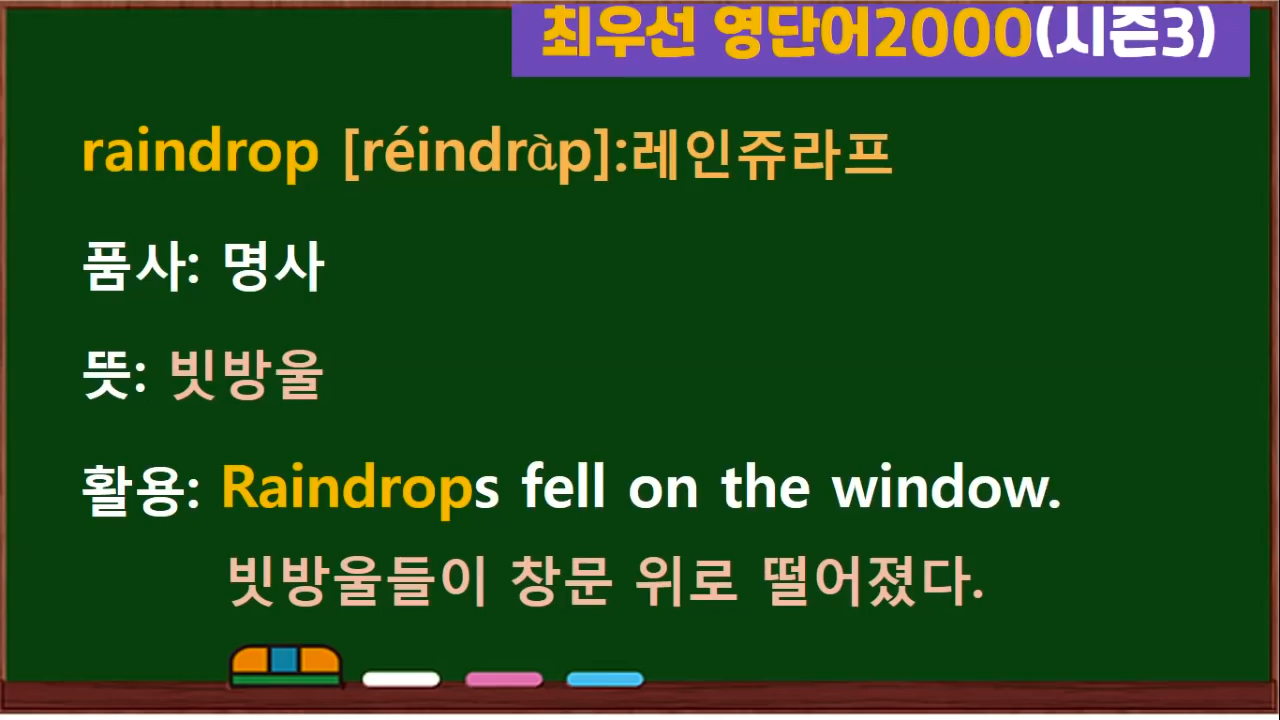 최우선 영단어2000(시즌3)
raindrop [réindrὰp]:레인쥬라프
품사: 명사
뜻: 빗방울
활용: Raindrops fell on the window.
빗방울들이 창문 위로 떨어졌다.